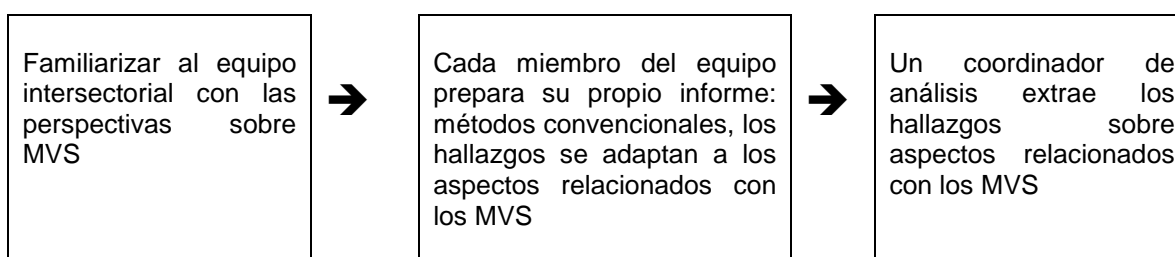 Familiarizar al equipo
intersectorial con las
perspectivas sobre
MVS
Cada miembro del equipo
prepara su propio informe:
métodos convencionales, los
hallazgos se adaptan a los
aspectos relacionados con
los MVS
Un coordinador de
análisis extrae los
hallazgos sobre
aspectos relacionados
con los MVS